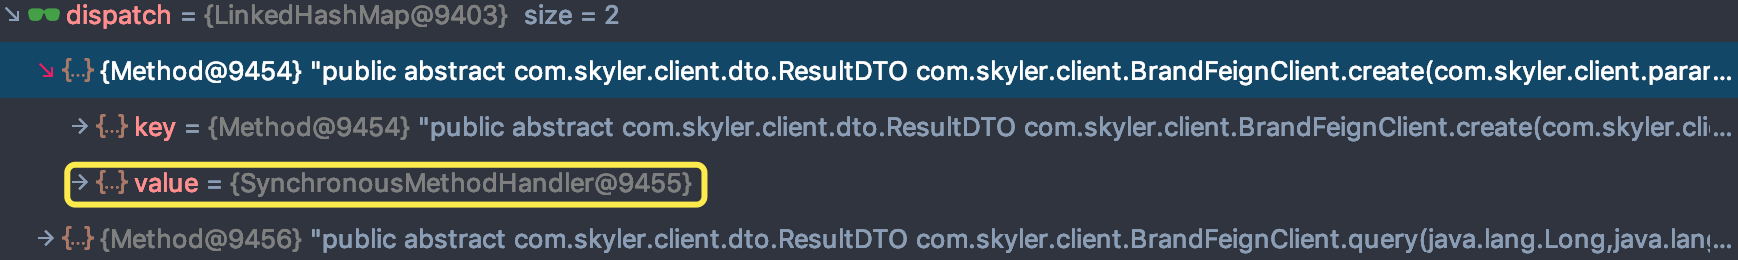 dispatch = {LinkedHashMap@9403} size = 2
{...} {Method@9454} "public abstract com.skyler.client.dto.ResultDTO com.skyler.client.BrandFeignClient.create(com.skyler.client.parar...
{...} key = {Method@9454} "public abstract com.skyler.client.dto.ResultDTO com.skyler.client.BrandFeignClient.create(com.skyler.cli...
{...} value = {SynchronousMethodHandler@9455}
{...} {Method@9456} "public abstract com.skyler.client.dto.ResultDTO com.skyler.client.BrandFeignClient.query(java.lang.Long,java.lang...